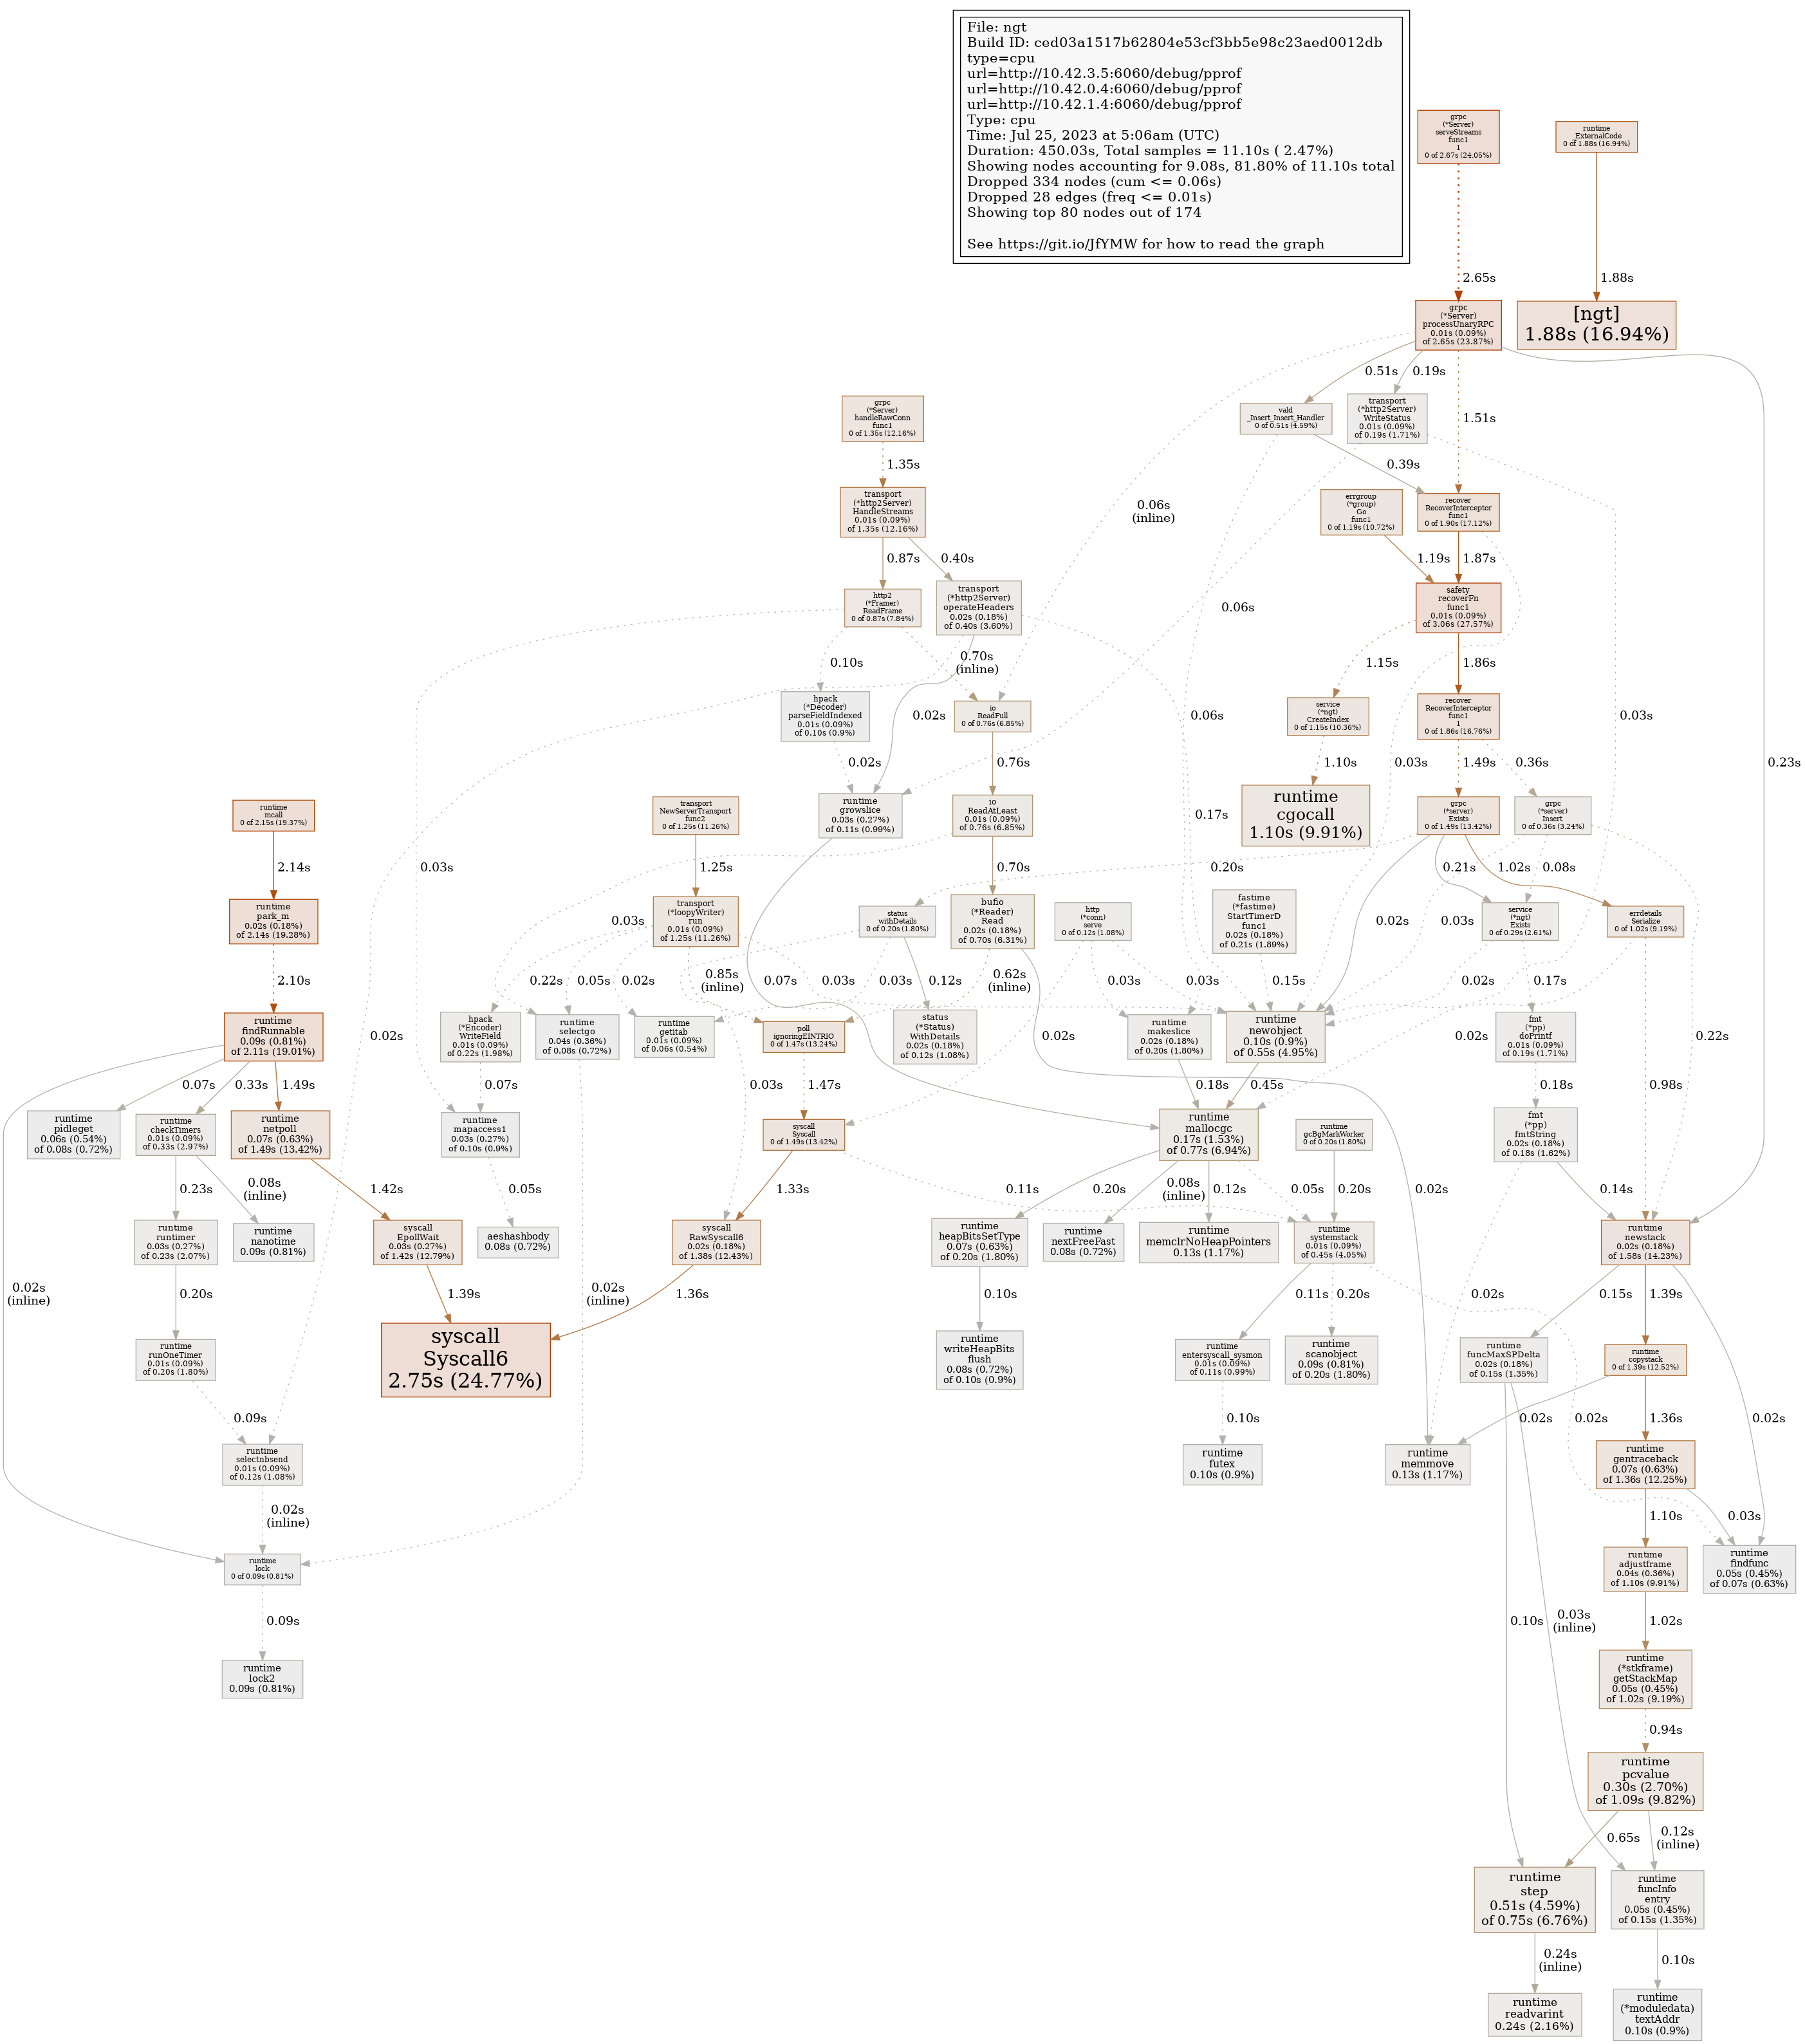 File: ngt
Build ID: ced03a1517b62804e53cf3bb5e98c23aed0012db
type=cpu
url=http://10.42.3.5:6060/debug/pprof
url=http://10.42.0.4:6060/debug/pprof
url=http://10.42.1.4:6060/debug/pprof
Type: cpu
Time: Jul 25, 2023 at 5:06am (UTC)
Duration: 450.03s, Total samples = 11.10s ( 2.47%)
Showing nodes accounting for 9.08s, 81.80% of 11.10s total
Dropped 334 nodes (cum <= 0.06s)
Dropped 28 edges (freq <= 0.01s)
Showing top 80 nodes out of 174
See https://git.io/JfYMW for how to read the graph
grpc
(*Server)
serveStreams
func1
1
0 of 2.67s (24.05%)
runtime
_ExternalCode
0 of 1.88s (16.94%)
2.65s
1.88s
grpc
(*Server)
processUnaryRPC
0.01s (0.09%)
of 2.65s (23.87%)
[ngt]
1.88s (16.94%)
0.51s
0.19s
grpc
(*Server)
handleRawConn
func1
0 of 1.35s (12.16%)
vald
_Insert_Insert_Handler
0 of 0.51s (4.59%)
transport
(*http2Server)
WriteStatus
0.01s (0.09%)
of 0.19s (1.71%)
1.51s
1.35s
0.39s
transport
(*http2Server)
HandleStreams
0.01s (0.09%)
of 1.35s (12.16%)
0.06s
(inline)
errgroup
(*group)
Go
func1
0 of 1.19s (10.72%)
recover
RecoverInterceptor
func1
0 of 1.90s (17.12%)
0.87s
0.40s
1.19s
1.87s
http2
(*Framer)
ReadFrame
0 of 0.87s (7.84%)
transport
(*http2Server)
operateHeaders
0.02s (0.18%)
of 0.40s (3.60%)
0.06s
safety
recoverFn
func1
0.01s (0.09%)
of 3.06s (27.57%)
0.10s
0.70s
(inline)
1.15s
1.86s
hpack
(*Decoder)
parseFieldIndexed
0.01s (0.09%)
of 0.10s (0.9%)
0.02s
io
ReadFull
0 of 0.76s (6.85%)
0.06s
service
(*ngt)
CreateIndex
0 of 1.15s (10.36%)
recover
RecoverInterceptor
func1
1
0 of 1.86s (16.76%)
0.03s
0.02s
0.76s
1.10s
0.03s
1.49s
0.36s
0.23s
runtime
mcall
0 of 2.15s (19.37%)
transport
NewServerTransport
func2
0 of 1.25s (11.26%)
runtime
growslice
0.03s (0.27%)
of 0.11s (0.99%)
io
ReadAtLeast
0.01s (0.09%)
of 0.76s (6.85%)
0.17s
runtime
cgocall
1.10s (9.91%)
grpc
(*server)
Exists
0 of 1.49s (13.42%)
grpc
(*server)
Insert
0 of 0.36s (3.24%)
2.14s
0.03s
1.25s
0.70s
0.20s
0.21s
0.08s
1.02s
runtime
park_m
0.02s (0.18%)
of 2.14s (19.28%)
transport
(*loopyWriter)
run
0.01s (0.09%)
of 1.25s (11.26%)
0.03s
status
withDetails
0 of 0.20s (1.80%)
bufio
(*Reader)
Read
0.02s (0.18%)
of 0.70s (6.31%)
http
(*conn)
serve
0 of 0.12s (1.08%)
fastime
(*fastime)
StartTimerD
func1
0.02s (0.18%)
of 0.21s (1.89%)
0.02s
0.03s
service
(*ngt)
Exists
0 of 0.29s (2.61%)
errdetails
Serialize
0 of 1.02s (9.19%)
2.10s
0.22s
0.05s
0.02s
0.85s
(inline)
0.03s
0.07s
0.03s
0.12s
0.62s
(inline)
0.03s
0.03s
0.15s
0.02s
0.17s
runtime
findRunnable
0.09s (0.81%)
of 2.11s (19.01%)
hpack
(*Encoder)
WriteField
0.01s (0.09%)
of 0.22s (1.98%)
runtime
selectgo
0.04s (0.36%)
of 0.08s (0.72%)
runtime
getitab
0.01s (0.09%)
of 0.06s (0.54%)
poll
ignoringEINTRIO
0 of 1.47s (13.24%)
status
(*Status)
WithDetails
0.02s (0.18%)
of 0.12s (1.08%)
0.02s
runtime
makeslice
0.02s (0.18%)
of 0.20s (1.80%)
runtime
newobject
0.10s (0.9%)
of 0.55s (4.95%)
0.02s
fmt
(*pp)
doPrintf
0.01s (0.09%)
of 0.19s (1.71%)
0.22s
0.02s
0.07s
0.33s
1.49s
0.07s
0.03s
1.47s
0.18s
0.45s
0.18s
0.98s
runtime
pidleget
0.06s (0.54%)
of 0.08s (0.72%)
runtime
checkTimers
0.01s (0.09%)
of 0.33s (2.97%)
runtime
netpoll
0.07s (0.63%)
of 1.49s (13.42%)
runtime
mapaccess1
0.03s (0.27%)
of 0.10s (0.9%)
syscall
Syscall
0 of 1.49s (13.42%)
runtime
mallocgc
0.17s (1.53%)
of 0.77s (6.94%)
runtime
gcBgMarkWorker
0 of 0.20s (1.80%)
fmt
(*pp)
fmtString
0.02s (0.18%)
of 0.18s (1.62%)
0.23s
0.08s
(inline)
1.42s
0.05s
1.33s
0.11s
0.20s
0.08s
(inline)
0.12s
0.05s
0.20s
0.02s
0.14s
runtime
runtimer
0.03s (0.27%)
of 0.23s (2.07%)
runtime
nanotime
0.09s (0.81%)
syscall
EpollWait
0.03s (0.27%)
of 1.42s (12.79%)
aeshashbody
0.08s (0.72%)
syscall
RawSyscall6
0.02s (0.18%)
of 1.38s (12.43%)
runtime
heapBitsSetType
0.07s (0.63%)
of 0.20s (1.80%)
runtime
nextFreeFast
0.08s (0.72%)
runtime
memclrNoHeapPointers
0.13s (1.17%)
runtime
systemstack
0.01s (0.09%)
of 0.45s (4.05%)
runtime
newstack
0.02s (0.18%)
of 1.58s (14.23%)
0.02s
(inline)
0.20s
1.39s
0.02s
(inline)
1.36s
0.10s
0.11s
0.20s
0.02s
0.15s
1.39s
runtime
runOneTimer
0.01s (0.09%)
of 0.20s (1.80%)
syscall
Syscall6
2.75s (24.77%)
runtime
writeHeapBits
flush
0.08s (0.72%)
of 0.10s (0.9%)
runtime
entersyscall_sysmon
0.01s (0.09%)
of 0.11s (0.99%)
runtime
scanobject
0.09s (0.81%)
of 0.20s (1.80%)
runtime
funcMaxSPDelta
0.02s (0.18%)
of 0.15s (1.35%)
runtime
copystack
0 of 1.39s (12.52%)
0.09s
0.10s
0.02s
0.02s
1.36s
0.02s
runtime
selectnbsend
0.01s (0.09%)
of 0.12s (1.08%)
runtime
futex
0.10s (0.9%)
runtime
memmove
0.13s (1.17%)
runtime
gentraceback
0.07s (0.63%)
of 1.36s (12.25%)
0.02s
(inline)
1.10s
0.03s
runtime
lock
0 of 0.09s (0.81%)
runtime
adjustframe
0.04s (0.36%)
of 1.10s (9.91%)
runtime
findfunc
0.05s (0.45%)
of 0.07s (0.63%)
0.09s
0.10s
0.03s
(inline)
1.02s
runtime
lock2
0.09s (0.81%)
runtime
(*stkframe)
getStackMap
0.05s (0.45%)
of 1.02s (9.19%)
0.94s
runtime
pcvalue
0.30s (2.70%)
of 1.09s (9.82%)
0.65s
0.12s
(inline)
runtime
step
0.51s (4.59%)
of 0.75s (6.76%)
runtime
funcInfo
entry
0.05s (0.45%)
of 0.15s (1.35%)
0.24s
(inline)
0.10s
runtime
readvarint
0.24s (2.16%)
runtime
(*moduledata)
textAddr
0.10s (0.9%)